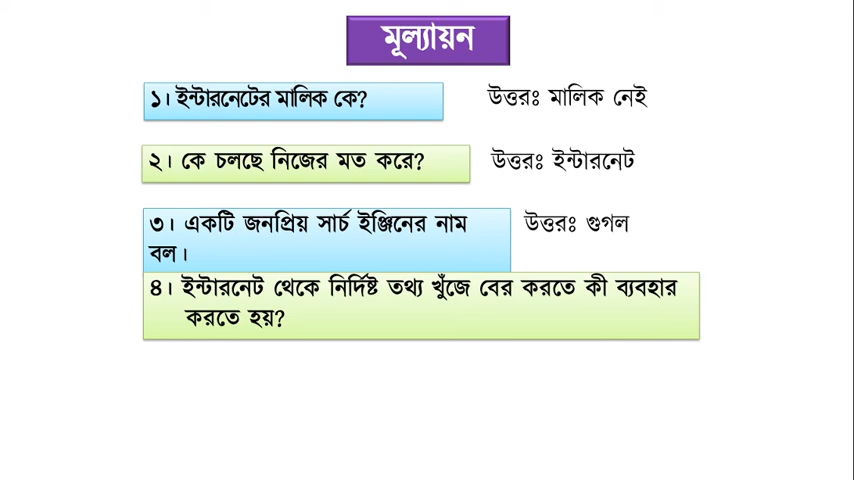 মূল্যায়ন
১। ইন্টারনেটের মালিক কে? উত্তরঃ মালিক নেই
২। কে চলছে নিজের মত করে? উত্তরঃ ইন্টারনেট
৩। একটি জনপ্রিয় সার্চ ইঞ্জিনের নাম উত্তরঃ গুগল
বল।
৪। ইন্টারনেট থেকে নির্দিষ্ট তথ্য খুঁজে বের করতে কী ব্যবহার
করতে হয়?